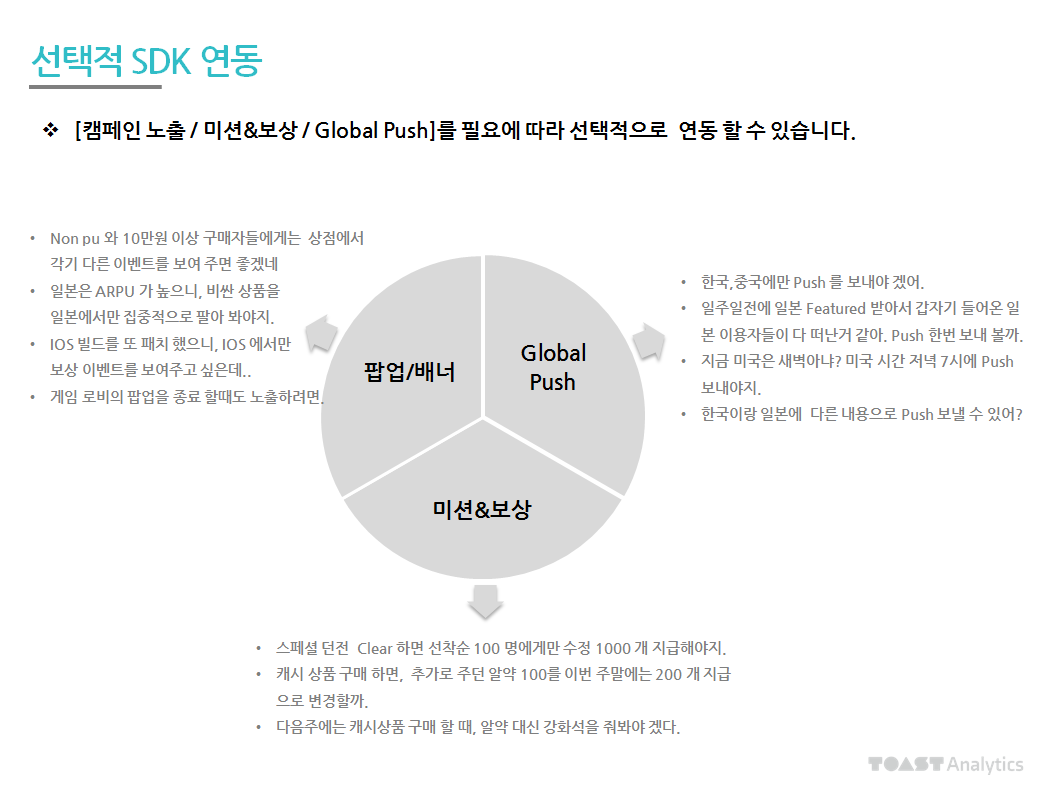 선택적 SDK 연동
❖ [캠페인 노출 / 미션&보상 / Global Push]를 필요에 따라 선택적으로 연동 할 수 있습니다.
• Non pu 와 10만원 이상 구매자들에게는 상점에서
각기 다른 이벤트를 보여 주면 좋겠네
• 일본은 ARPU 가 높으니, 비싼 상품을
일본에서만 집중적으로 팔아 봐야지.
• IOS 빌드를 또 패치 했으니, IOS 에서만
보상 이벤트를 보여주고 싶은데..
• 게임 로비의 팝업을 종료 할때도 노출하려면.
팝업/배너
Global
Push
미션&보상
• 한국,중국에만 Push 를 보내야 겠어.
• 일주일전에 일본 Featured 받아서 갑자기 들어온 일
본 이용자들이 다 떠난거 같아. Push 한번 보내 볼까.
• 지금 미국은 새벽아냐? 미국 시간 저녁 7시에 Push
보내야지.
• 한국이랑 일본에 다른 내용으로 Push 보낼 수 있어?
• 스페셜 던전 Clear 하면 선착순 100 명에게만 수정 1000 개 지급해야지.
• 캐시 상품 구매 하면, 추가로 주던 알약 100를 이번 주말에는 200 개 지급
으로 변경할까.
• 다음주에는 캐시상품 구매 할 때, 알약 대신 강화석을 줘봐야 겠다.
TOAST Analytics